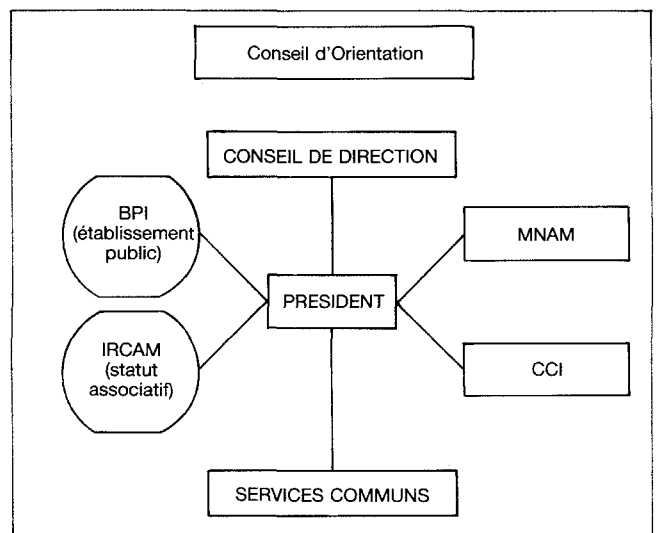 Conseil d'Orientation
CONSEIL DE DIRECTION
BPI
(établissement
public)
MNAM
PRESIDENT
IRCAM
(statut
associatif)
CCI
SERVICES COMMUNS